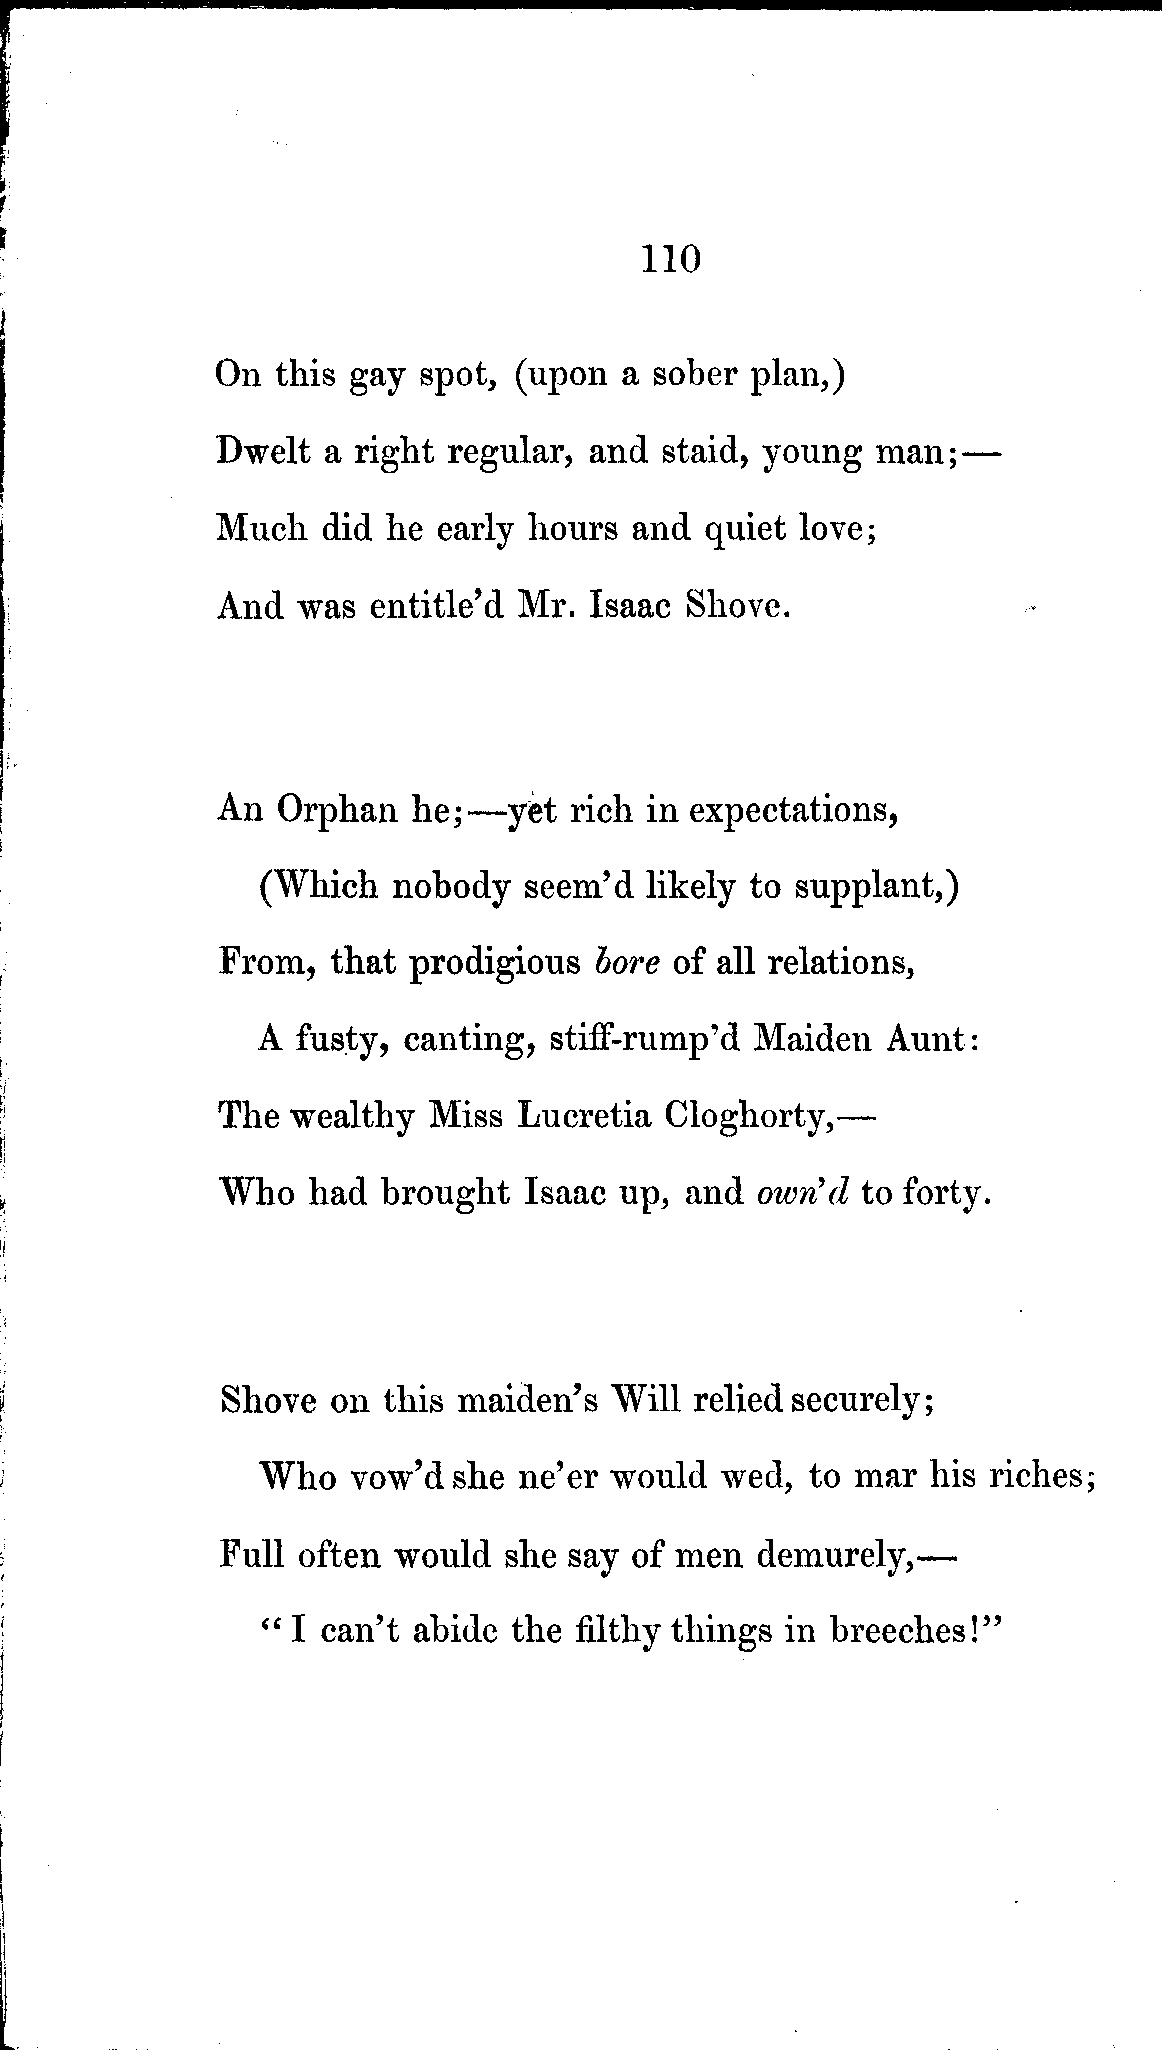 110
On this gay spot, (upon a sober plan,)
Dwelt a right regular, and staid, young man;—
Much did he early hours and quiet love;
And was entitle'd Mr. Isaac Shove.
An Orphan he;—yet rich in expectations,
(Which nobody seem'd likely to supplant,)
From, that prodigious bore of all relations,
A fusty, canting, stiff-rump'd Maiden Aunt:
The wealthy Miss Lucretia Cloghorty,—
Who had brought Isaac up, and own'd to forty.
Shove on this maiden's Will relied securely;
Who vow'd she ne'er would wed, to mar his riches;
Full often would she say of men demurely,—
"I can't abide the filthy things in breeches!"